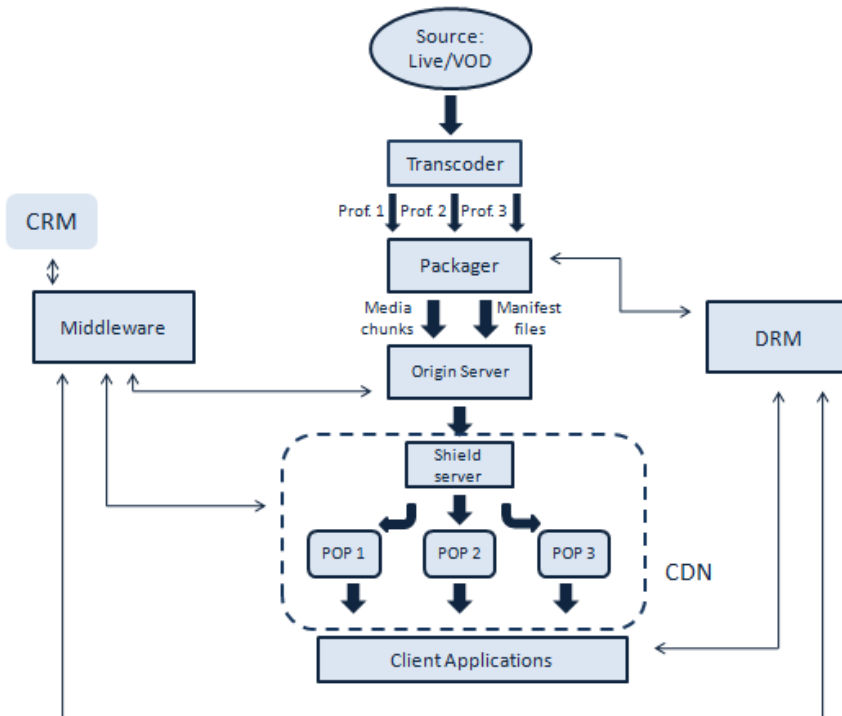 Source:
Live/VOD
Transcoder
Prof. 1
Prof. 2
Prof. 3
CRM
Packager
Middleware
Media
chunks
Manifest
files
DRM
Origin Server
Shield
server
POP 1
POP 2
POP 3
CDN
Client Applications